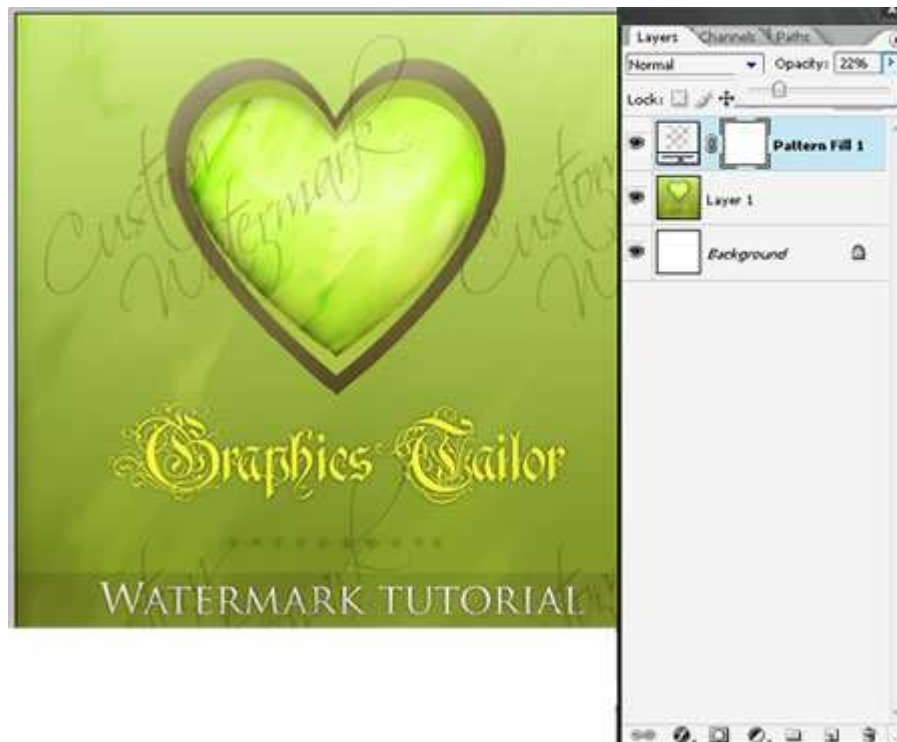 Custom
Watermark
Graphics Tailor
WATERMARK TUTORIAL
Layers Channels Paths
Normal Opacity: 22%
Lock:
Pattern Fill 1
Layer 1
Background